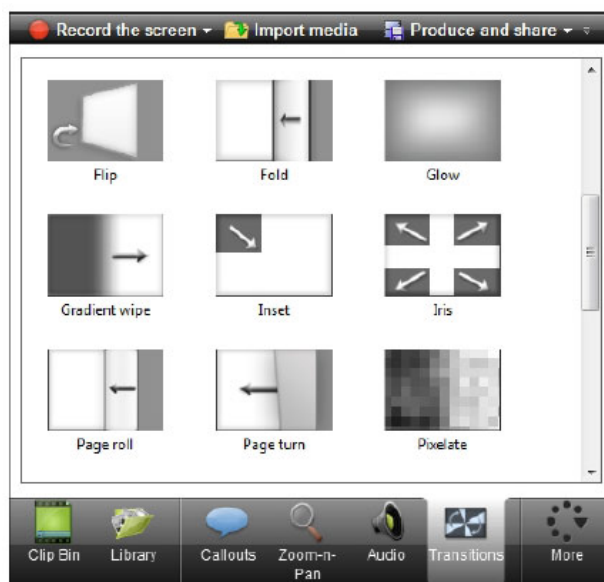 Record the screen Import media Produce and share
Flip Fold Glow
Gradient wipe Inset Iris
Page roll Page turn Pixelate
Clip Bin Library Callouts Zoom-n-
Pan Audio Transitions More